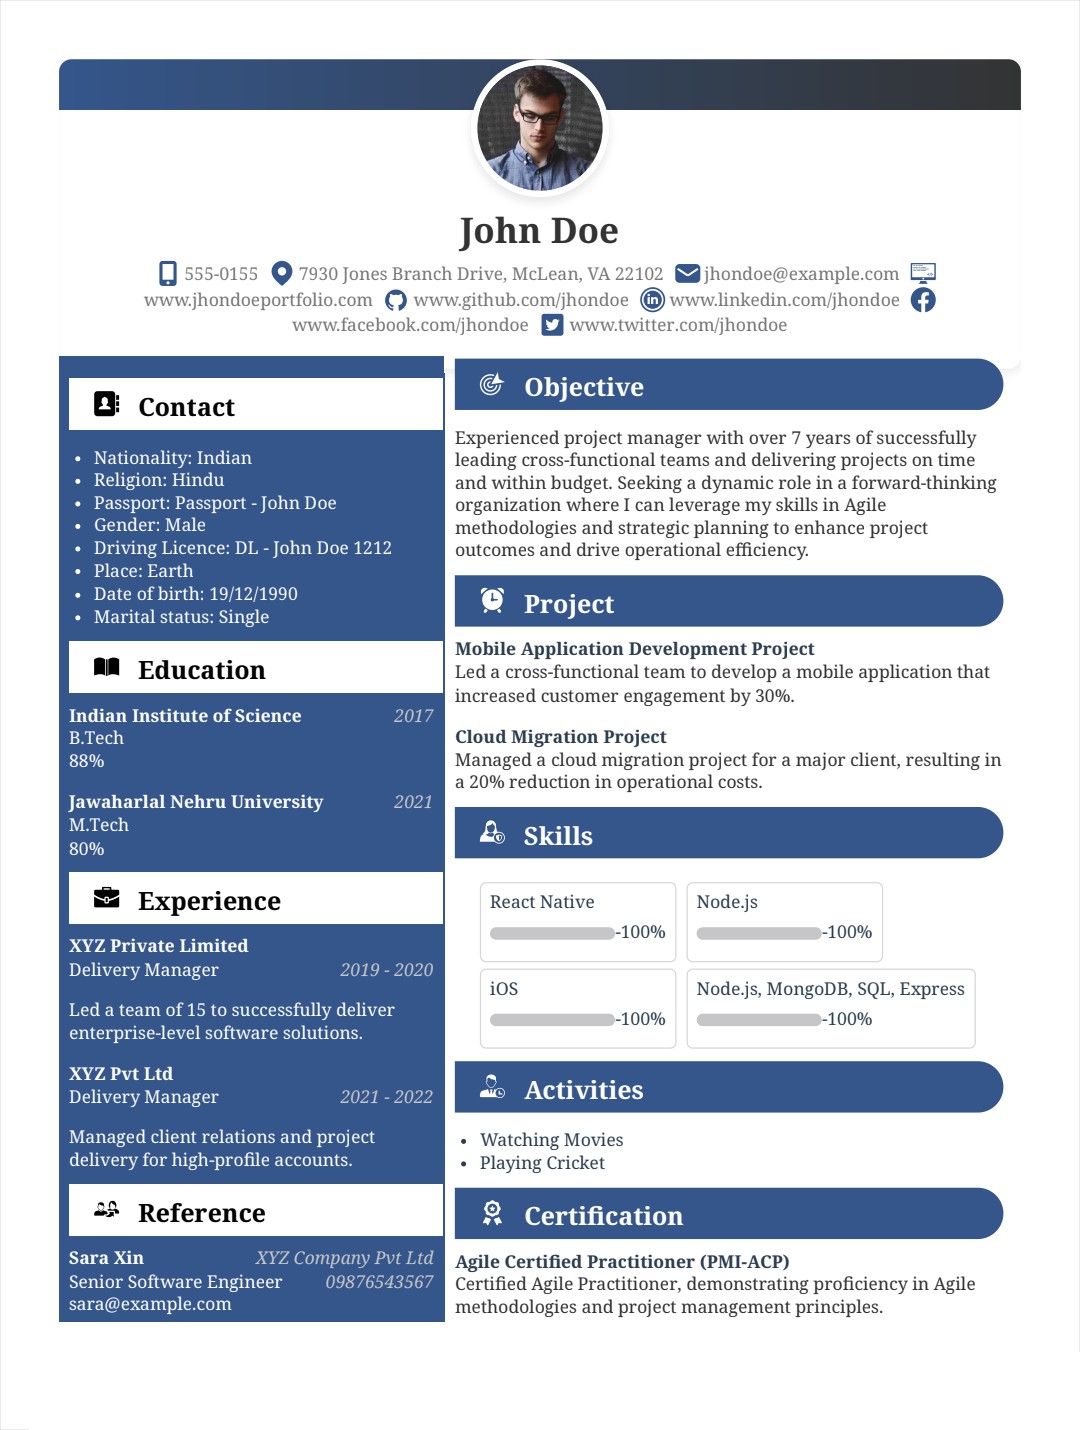 John Doe
555-0155 7930 Jones Branch Drive, McLean, VA 22102 jhondoe@example.com
www.jhondoeportfolio.com www.github.com/jhondoe www.linkedin.com/jhondoe
www.facebook.com/jhondoe www.twitter.com/jhondoe
Contact
• Nationality: Indian
• Religion: Hindu
• Passport: Passport - John Doe
• Gender: Male
• Driving Licence: DL - John Doe 1212
• Place: Earth
• Date of birth: 19/12/1990
• Marital status: Single
Education
Indian Institute of Science 2017
B.Tech
88%
Jawaharlal Nehru University 2021
M.Tech
80%
Experience
XYZ Private Limited
Delivery Manager 2019 - 2020
Led a team of 15 to successfully deliver
enterprise-level software solutions.
XYZ Pvt Ltd
Delivery Manager 2021 - 2022
Managed client relations and project
delivery for high-profile accounts.
Reference
Sara Xin XYZ Company Pvt Ltd
Senior Software Engineer 09876543567
sara@example.com
Objective
Experienced project manager with over 7 years of successfully
leading cross-functional teams and delivering projects on time
and within budget. Seeking a dynamic role in a forward-thinking
organization where I can leverage my skills in Agile
methodologies and strategic planning to enhance project
outcomes and drive operational efficiency.
Project
Mobile Application Development Project
Led a cross-functional team to develop a mobile application that
increased customer engagement by 30%.
Cloud Migration Project
Managed a cloud migration project for a major client, resulting in
a 20% reduction in operational costs.
Skills
React Native
-100%
Node.js
-100%
iOS
-100%
Node.js, MongoDB, SQL, Express
-100%
Activities
• Watching Movies
• Playing Cricket
Certification
Agile Certified Practitioner (PMI-ACP)
Certified Agile Practitioner, demonstrating proficiency in Agile
methodologies and project management principles.